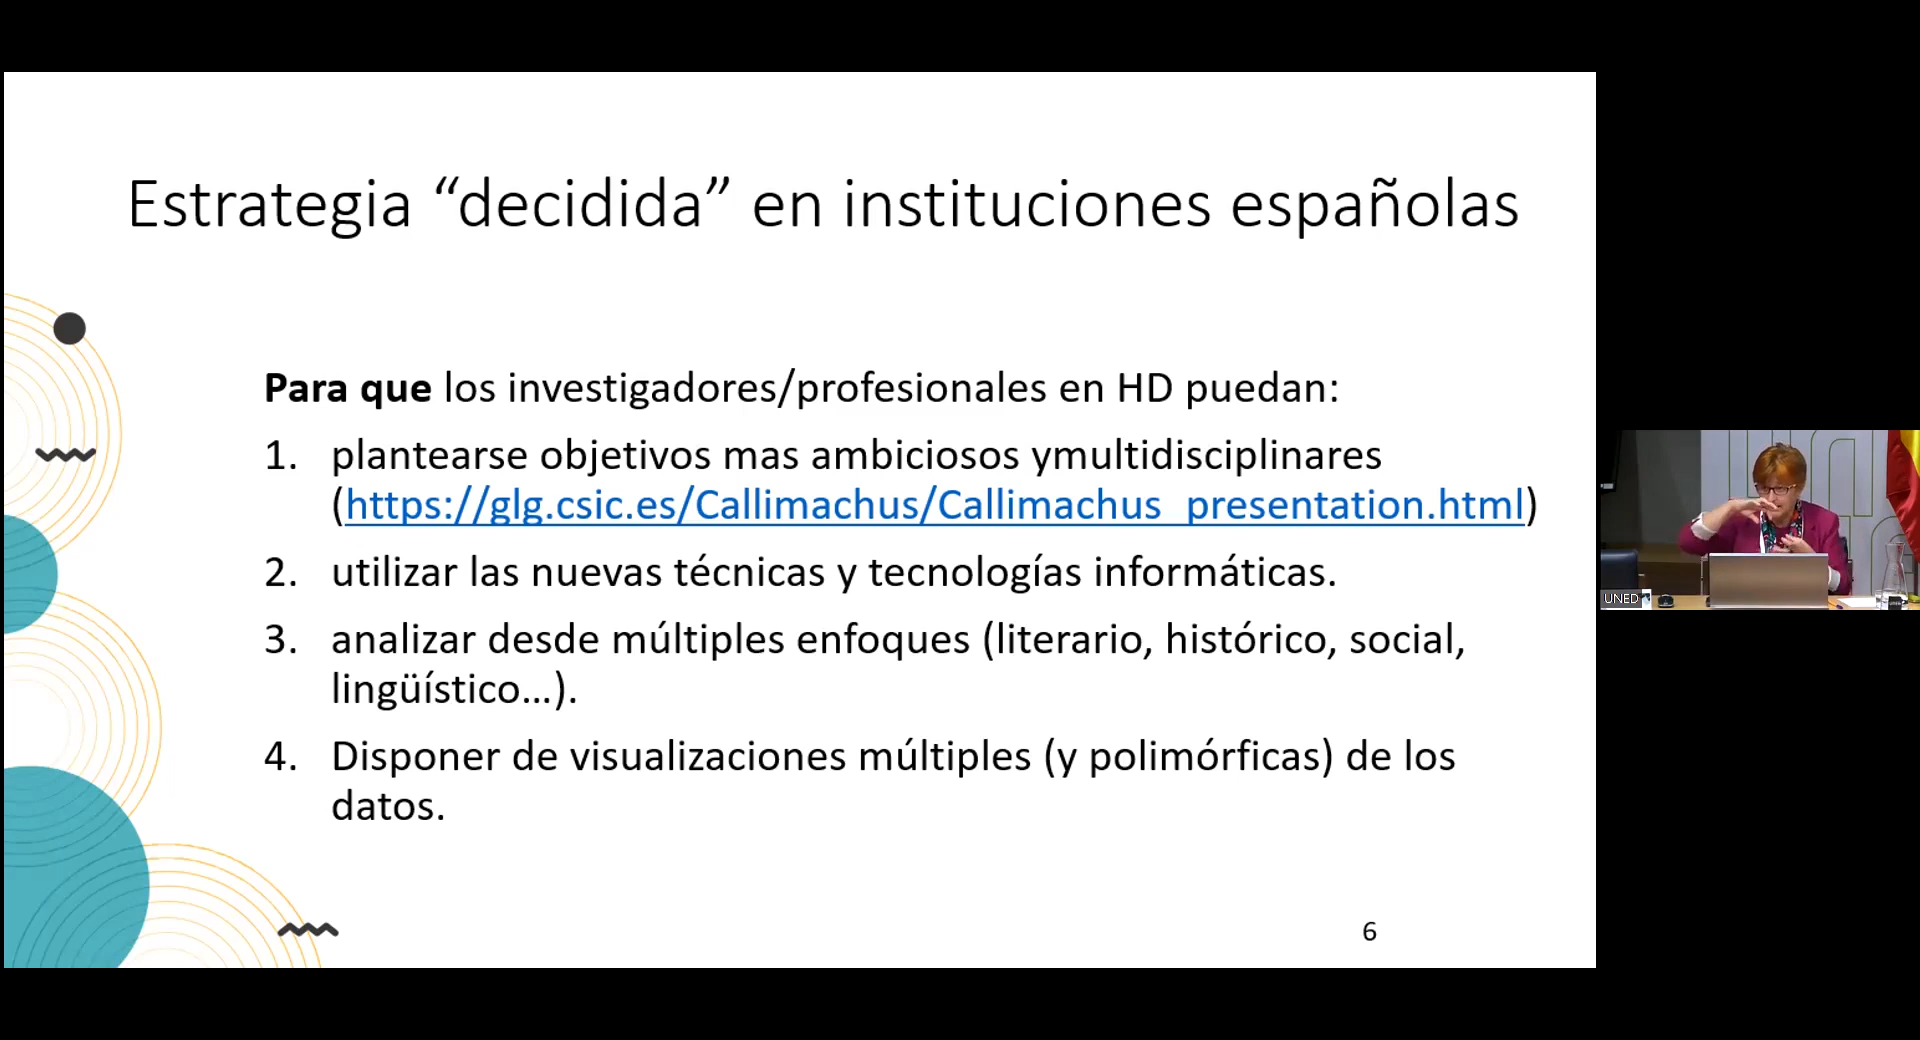 Estrategia “decidida” en instituciones españolas
Para que los investigadores/profesionales en HD puedan:
1. plantearse objetivos mas ambiciosos ymultidisciplinares
(https://glg.csic.es/Callimachus/Callimachus_presentation.html)
2. utilizar las nuevas técnicas y tecnologías informáticas.
3. analizar desde múltiples enfoques (literario, histórico, social,
lingüístico…).
4. Disponer de visualizaciones múltiples (y polimórficas) de los
datos.
6
UNED